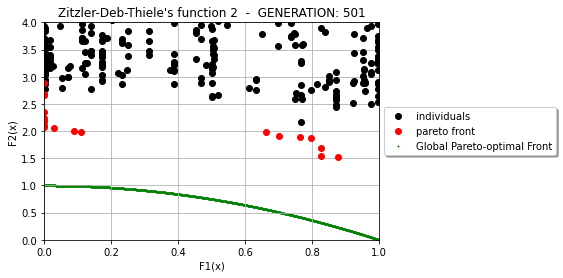 Zitzler-Deb-Thiele's function 2 - GENERATION: 501
4.0
3.5
3.0
2.5
2.0
1.5
1.0
0.5
0.0
F2(x)
0.0 0.2 0.4 0.6 0.8 1.0
F1(x)
individuals
pareto front
Global Pareto-optimal Front